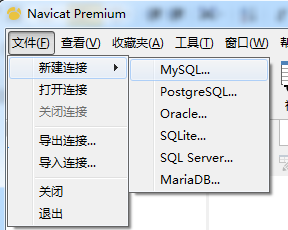 Navicat Premium
文件(F) 查看(V) 收藏夹(A) 工具(T) 窗口(W)
新建连接
打开连接
关闭连接
导出连接...
导入连接...
关闭
退出
MySQL...
PostgreSQL...
Oracle...
SQLite...
SQL Server...
MariaDB...